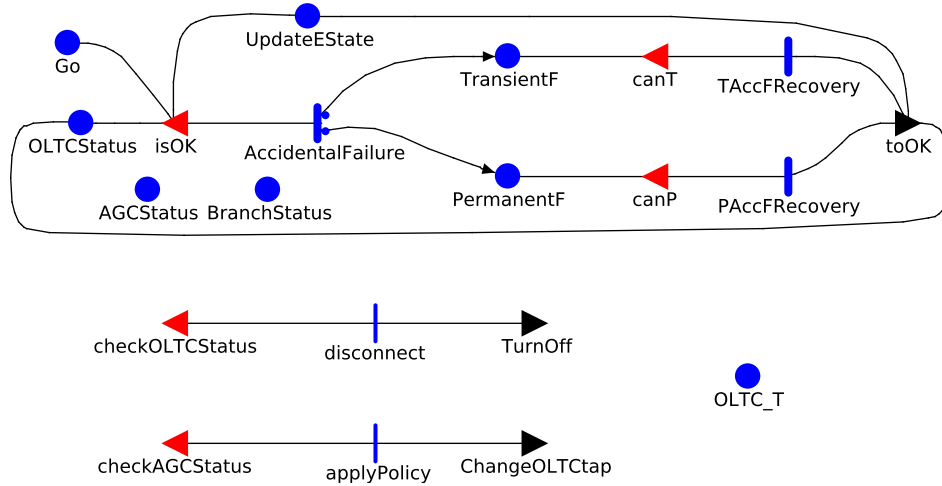 UpdateEState
Go
TransientF
canT
TAccFRecovery
OLTCStatus
isOK
AccidentalFailure
toOK
AGCStatus
BranchStatus
PermanentF
canP
PAccFRecovery
checkOLTCStatus
disconnect
TurnOff
OLTC_T
checkAGCStatus
applyPolicy
ChangeOLTCtap